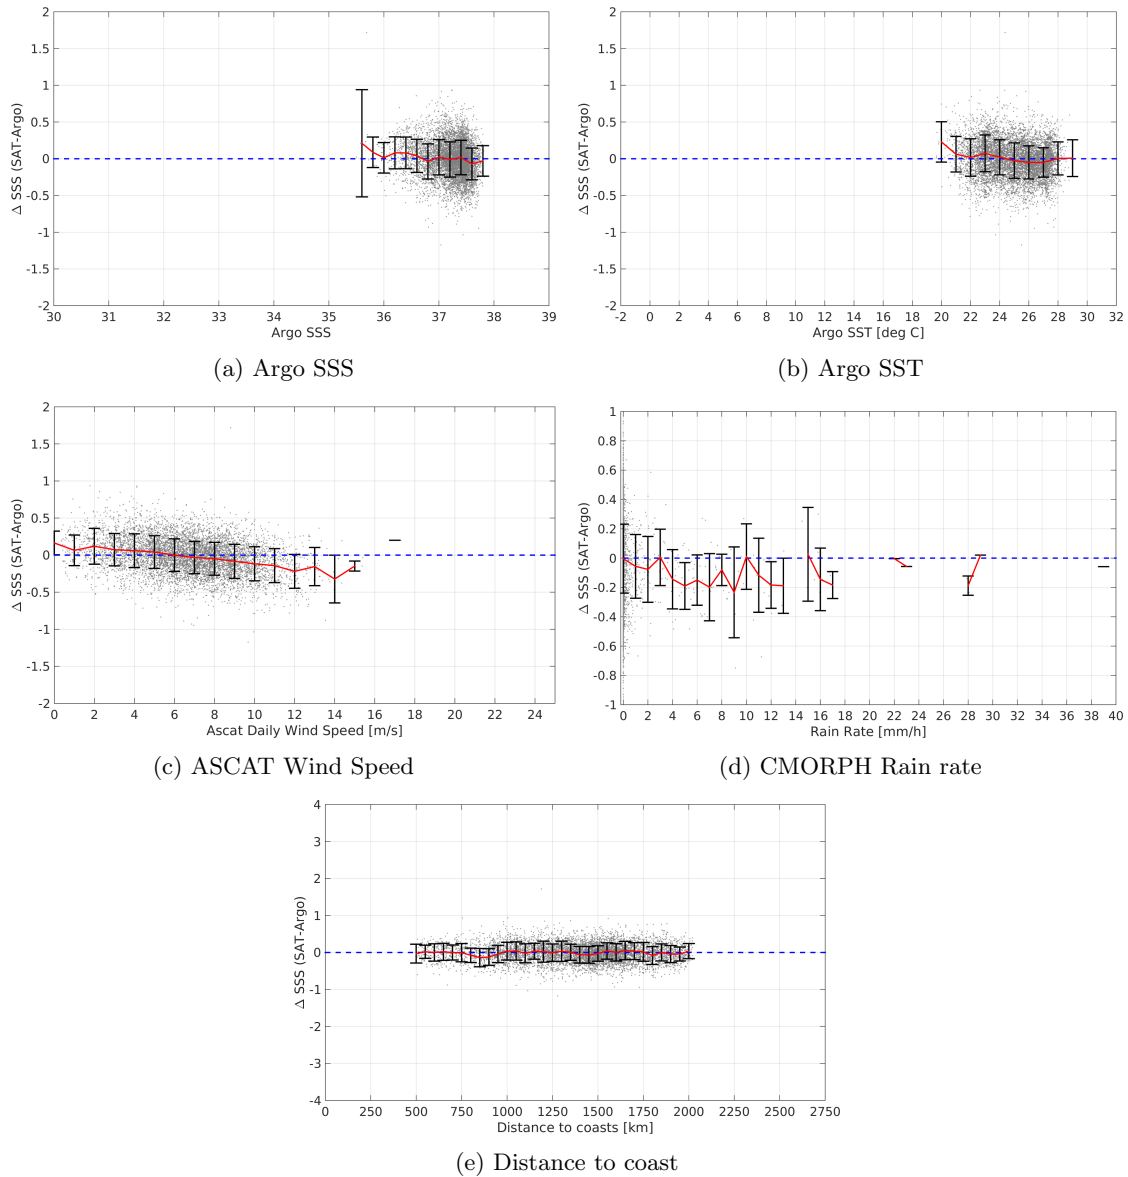 2
1.5
1
0.5
0
-0.5
-1
-1.5
-2
Δ SSS (SAT-Argo)
30 31 32 33 34 35 36 37 38 39
Argo SSS
(a) Argo SSS
2
1.5
1
0.5
0
-0.5
-1
-1.5
-2
Δ SSS (SAT-Argo)
-2 0 2 4 6 8 10 12 14 16 18 20 22 24 26 28 30 32
Argo SST [deg C]
(b) Argo SST
2
1.5
1
0.5
0
-0.5
-1
-1.5
-2
Δ SSS (SAT-Argo)
0 2 4 6 8 10 12 14 16 18 20 22 24
Ascat Daily Wind Speed [m/s]
(c) ASCAT Wind Speed
1
0.8
0.6
0.4
0.2
0
-0.2
-0.4
-0.6
-0.8
-1
Δ SSS (SAT-Argo)
0 2 4 6 8 10 12 14 16 18 20 22 24 26 28 30 32 34 36 38 40
Rain Rate [mm/h]
(d) CMORPH Rain rate
4
3
2
1
0
-1
-2
-3
-4
Δ SSS (SAT-Argo)
0 250 500 750 1000 1250 1500 1750 2000 2250 2500 2750
Distance to coasts [km]
(e) Distance to coast